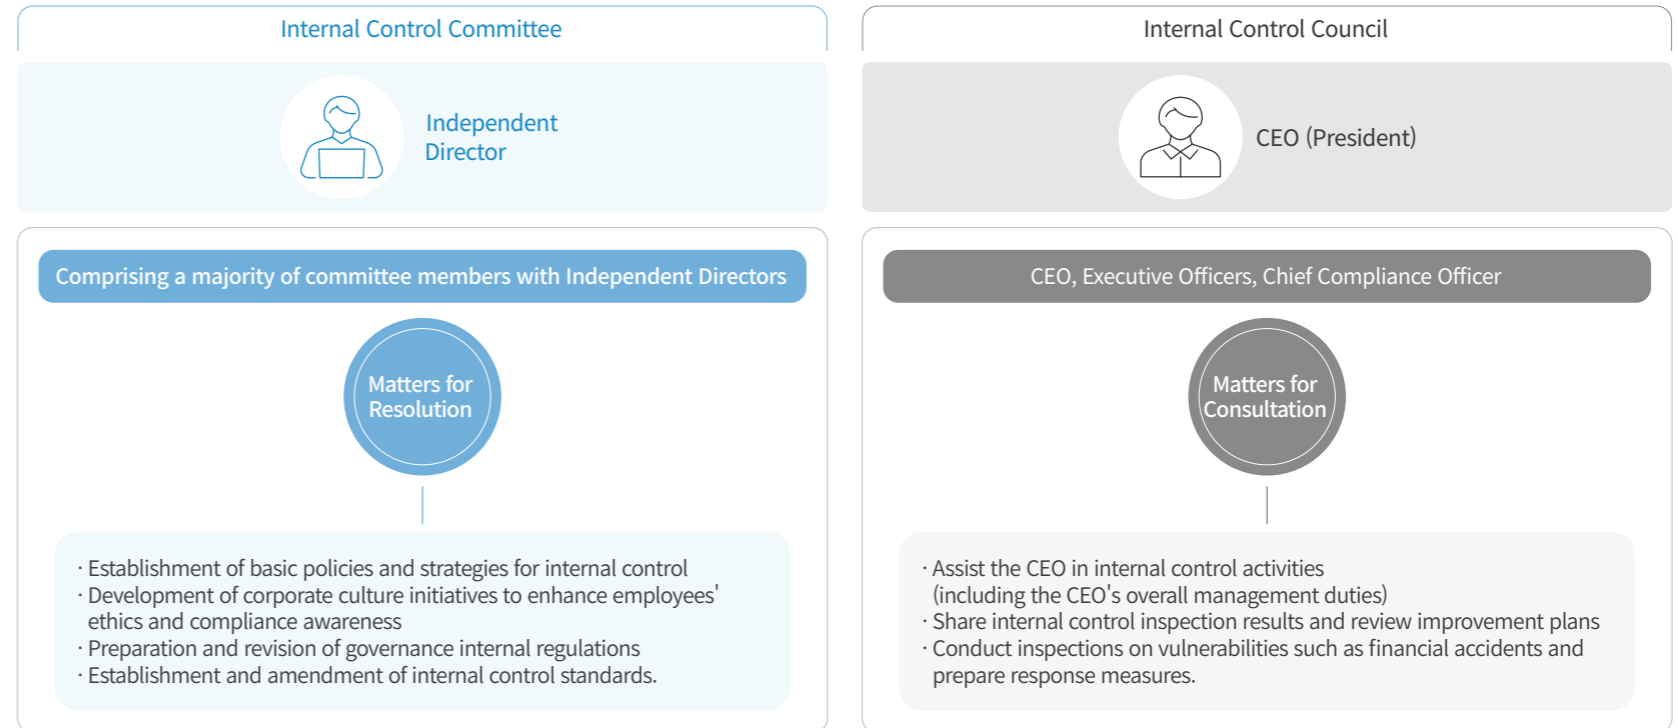 Internal Control Committee
Independent
Director
Comprising a majority of committee members with Independent Directors
Matters for
Resolution
· Establishment of basic policies and strategies for internal control
· Development of corporate culture initiatives to enhance employees'
ethics and compliance awareness
· Preparation and revision of governance internal regulations
· Establishment and amendment of internal control standards.
Internal Control Council
CEO (President)
CEO, Executive Officers, Chief Compliance Officer
Matters for
Consultation
· Assist the CEO in internal control activities
(including the CEO's overall management duties)
· Share internal control inspection results and review improvement plans
· Conduct inspections on vulnerabilities such as financial accidents and
prepare response measures.